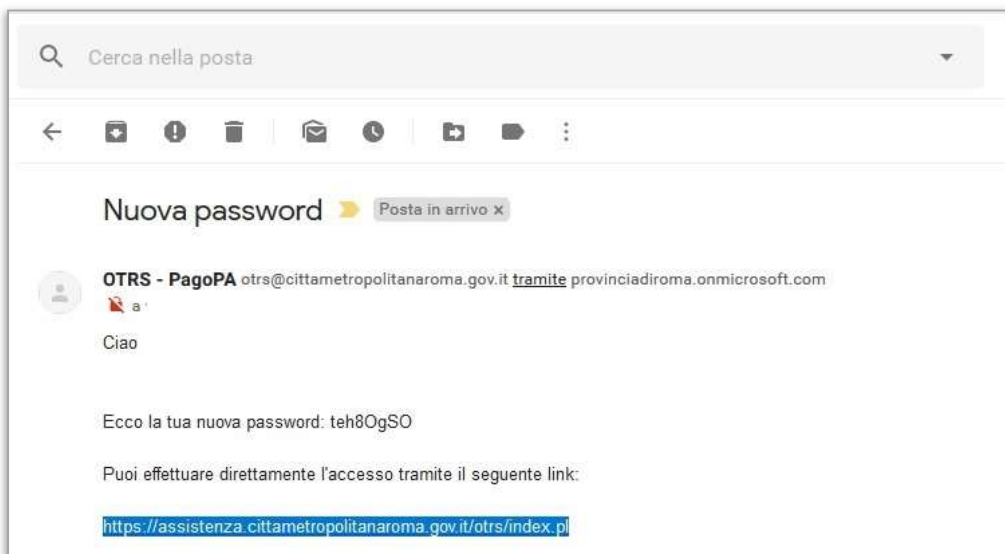 Cerca nella posta
Nuova password Posta in arrivo x
OTRS - PagoPA otrs@cittametropolitanaroma.gov.it tramite provinciadiroma.onmicrosoft.com
a
Ciao
Ecco la tua nuova password: teh8OgSO
Puoi effettuare direttamente l'accesso tramite il seguente link:
https://assistenza.cittametropolitanaroma.gov.it/otrs/index.pl